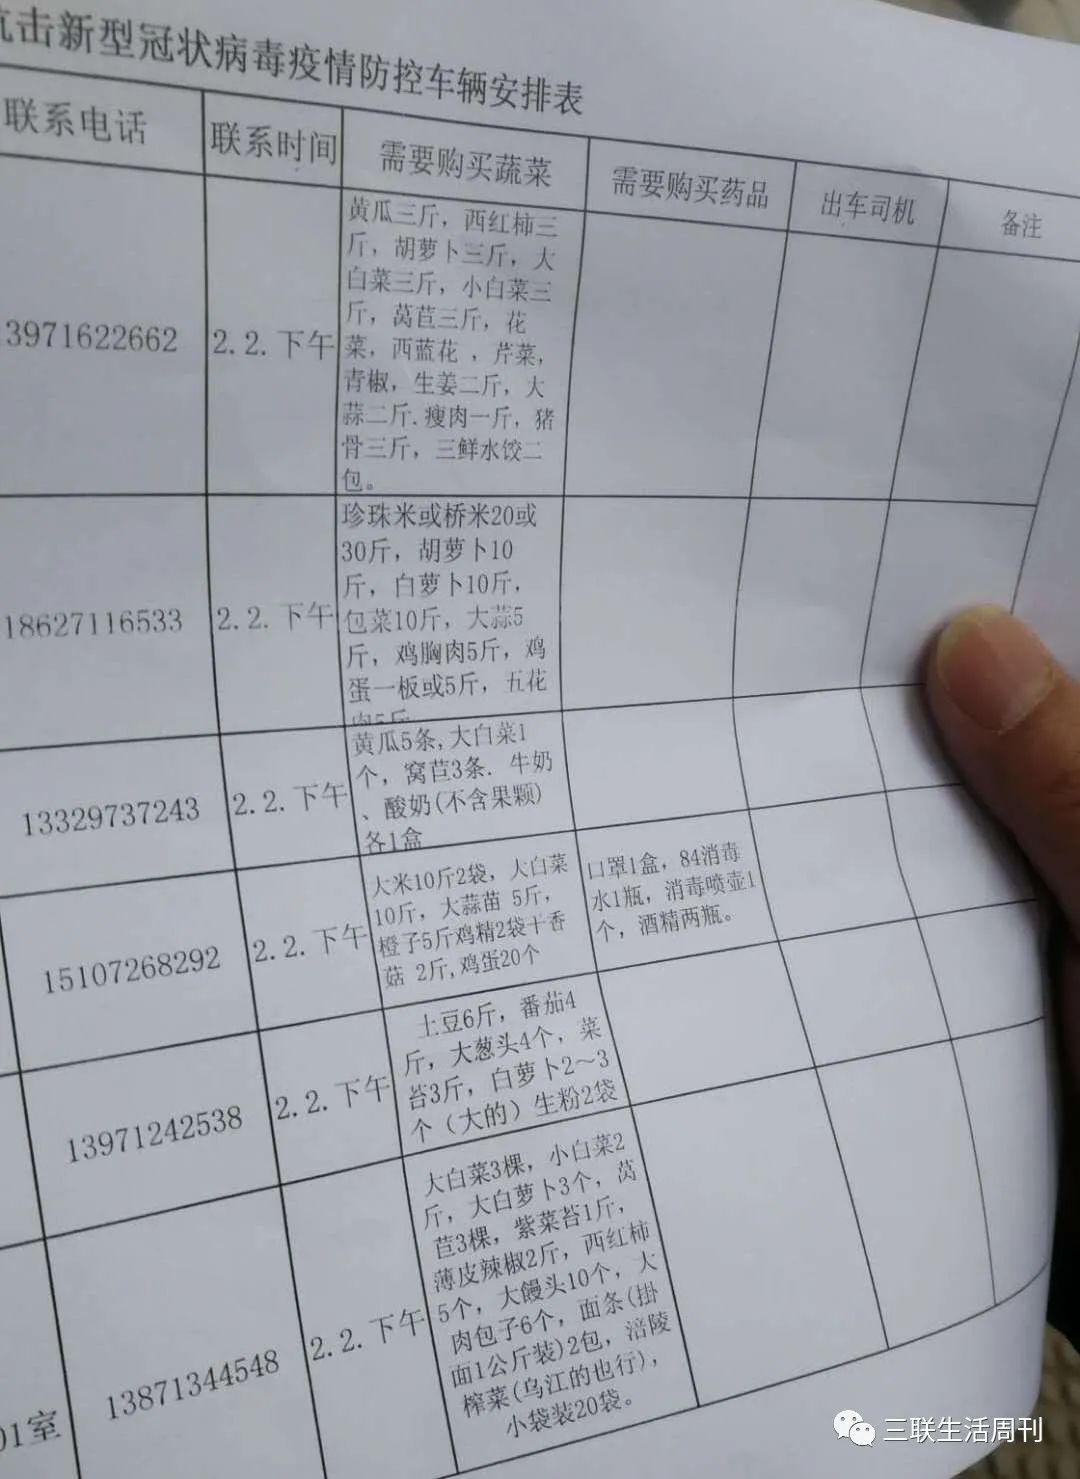 抗击新型冠状病毒疫情防控车辆安排表
联系电话
联系时间
需要购买蔬菜
需要购买药品
出车司机
备注
13971622662
2.2.下午
黄瓜三斤，西红柿三
斤，胡萝卜三斤，大
白菜三斤，小白菜三
斤，莴苣三斤，花
菜，西蓝花 ，芹菜，
青椒，生姜二斤，大
蒜二斤.瘦肉一斤，猪
骨三斤，三鲜水饺二
包。
18627116533
2.2.下午
珍珠米或桥米20或
30斤，胡萝卜10
斤，白萝卜10斤，
包菜10斤，大蒜5
斤，鸡胸肉5斤，鸡
蛋一板或5斤，五花
肉5斤
13329737243
2.2.下午
黄瓜5条,大白菜1
个，窝苣3条．牛奶
、酸奶(不含果颗)
各1盒
15107268292
2.2.下午
大米10斤2袋，大白菜
10斤，大蒜苗 5斤，
橙子5斤鸡精2袋干香
菇 2斤,鸡蛋20个
口罩1盒，84消毒
水1瓶，消毒喷壶1
个，酒精两瓶。
13971242538
2.2.下午
土豆6斤，番茄4
斤，大葱头4个，菜
苔3斤，白萝卜2～3
个（大的）生粉2袋
01室
13871344548
2.2.下午
大白菜3棵，小白菜2
斤，大白萝卜3个，莴
苣3棵，紫菜苔1斤，
薄皮辣椒2斤，西红柿
5个，大馒头10个，大
肉包子6个，面条(掛
面1公斤装)2包，涪陵
榨菜(乌江的也行)，
小袋装20袋。
三联生活周刊